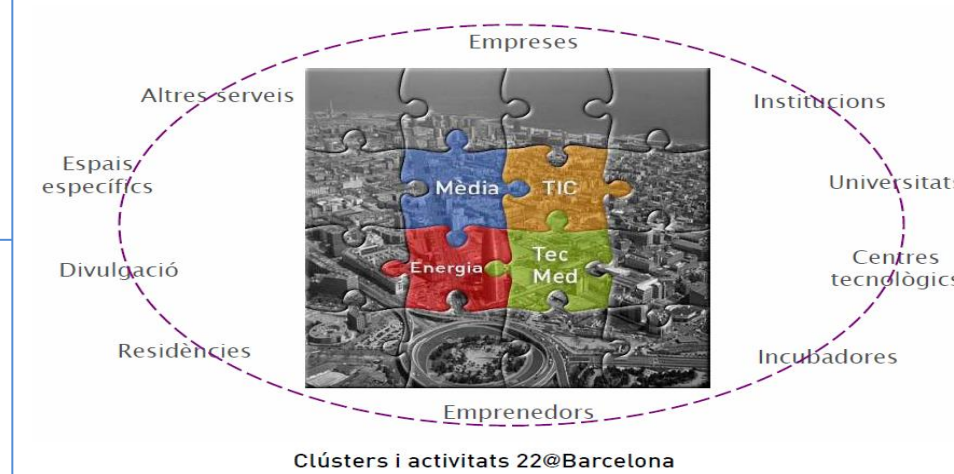 Empreses
Altres serveis
Institucions
Espais
específics
Universitats
Mèdia
TIC
Divulgació
Energia
Tec
Med
Centres
tecnològics
Residències
Incubadores
Emprenedors
Clústers i activitats 22@Barcelona